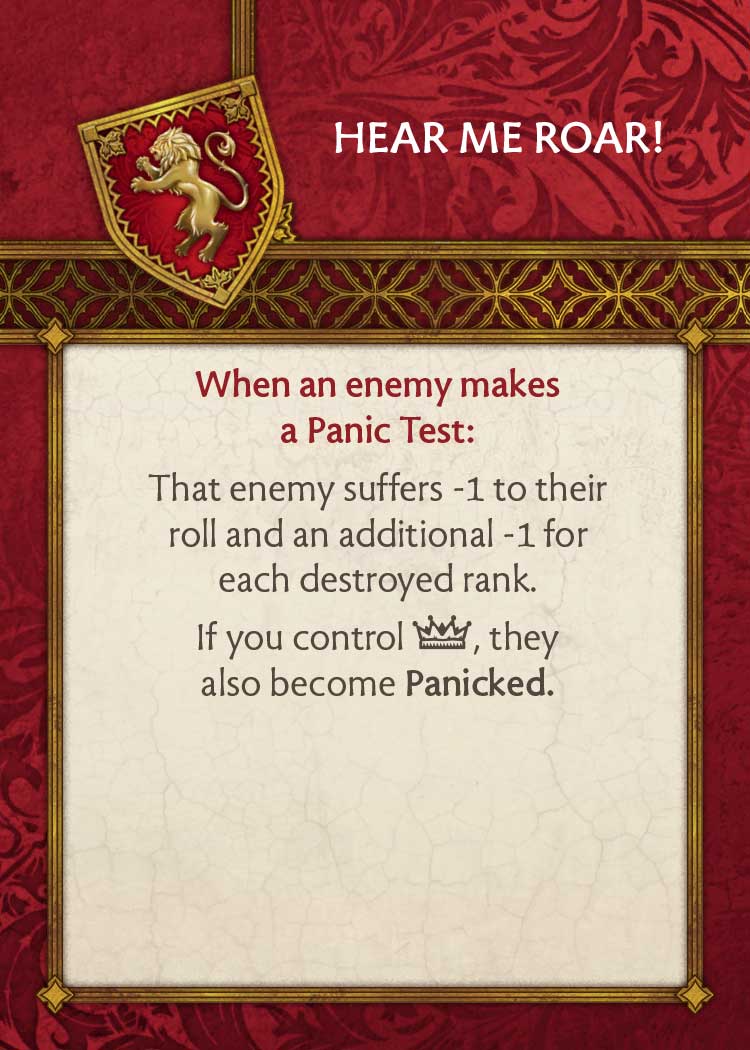 HEAR ME ROAR!
When an enemy makes
a Panic Test:
That enemy suffers -1 to their
roll and an additional -1 for
each destroyed rank.
If you control , they
also become Panicked.